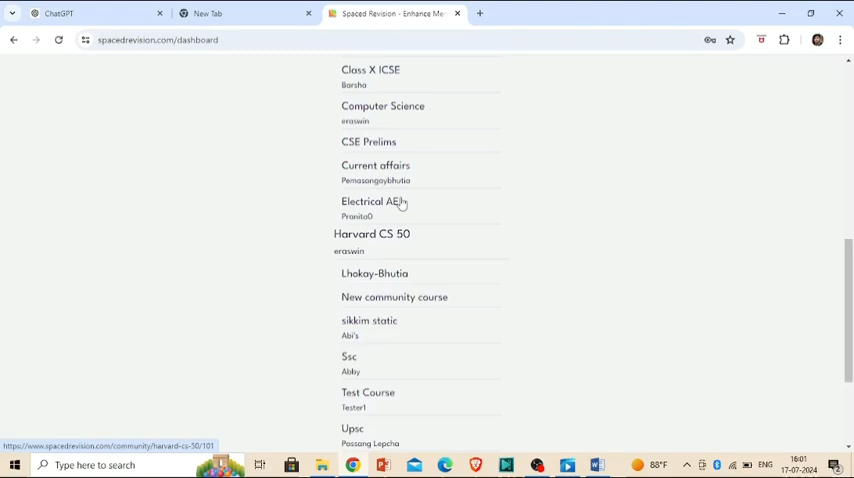 ChatGPT
New Tab
Spaced Revision - Enhance Me
spacedrevision.com/dashboard
Class X ICSE
Barsha
Computer Science
eraswin
CSE Prelims
Current affairs
Pemasangaybhutia
Electrical AE
Pranita0
Harvard CS 50
eraswin
Lhokay-Bhutia
New community course
sikkim static
Abi's
Ssc
Abby
Test Course
Tester1
Upsc
Passang Lepcha
https://www.spacedrevision.com/community/harvard-cs-50/101
Type here to search
88°F
ENG
16:01
17-07-2024
2